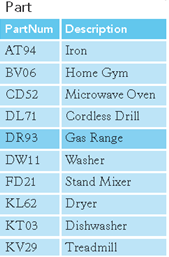 Part
PartNum Description
AT94 Iron
BV06 Home Gym
CD52 Microwave Oven
DL71 Cordless Drill
DR93 Gas Range
DW11 Washer
FD21 Stand Mixer
KL62 Dryer
KT03 Dishwasher
KV29 Treadmill